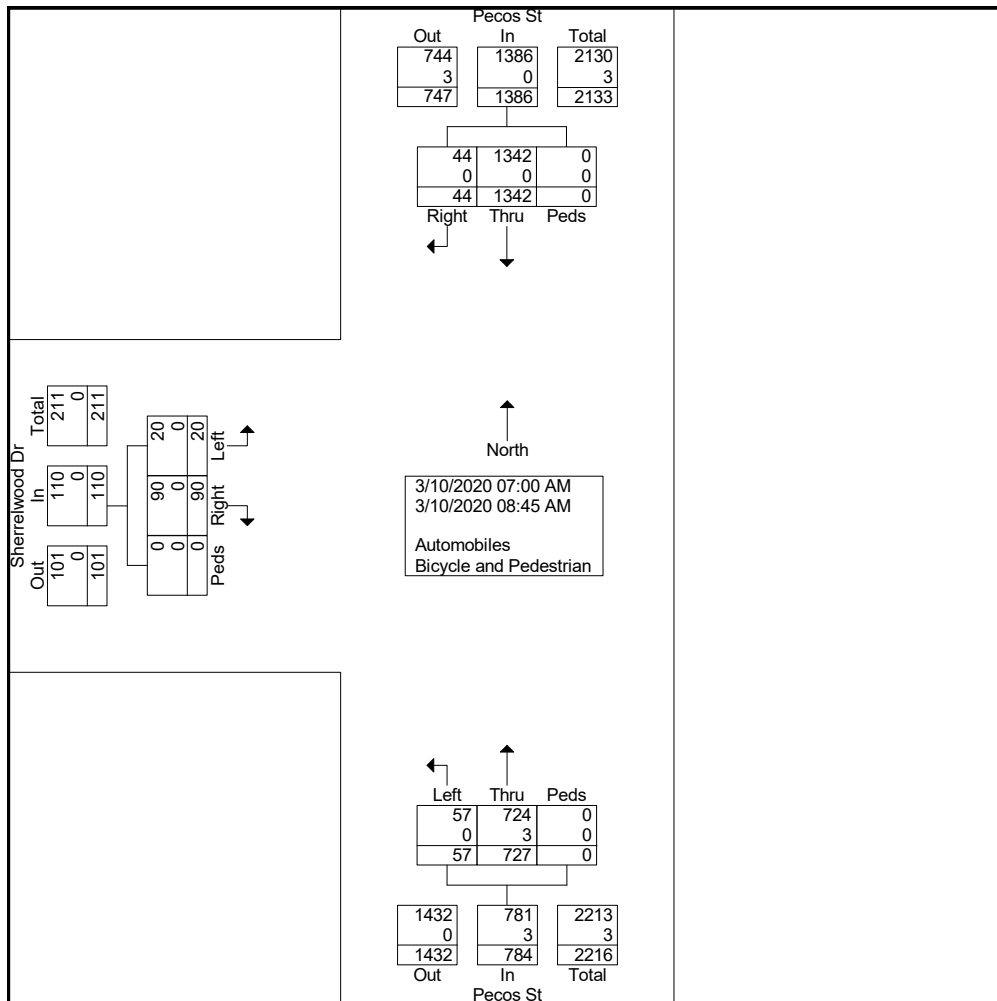 Pecos St
Out In Total
744 1386 2130
3 0 3
747 1386 2133
44 1342 0
0 0 0
44 1342 0
Right Thru Peds
Sherrelwood Dr
Out In Total
101 110 211
0 0 0
101 110 211
0 90 20
0 0 0
0 90 20
Peds Right Left
North
3/10/2020 07:00 AM
3/10/2020 08:45 AM
Automobiles
Bicycle and Pedestrian
Left Thru Peds
57 724 0
0 3 0
57 727 0
1432 781 2213
0 3 3
1432 784 2216
Out In Total
Pecos St